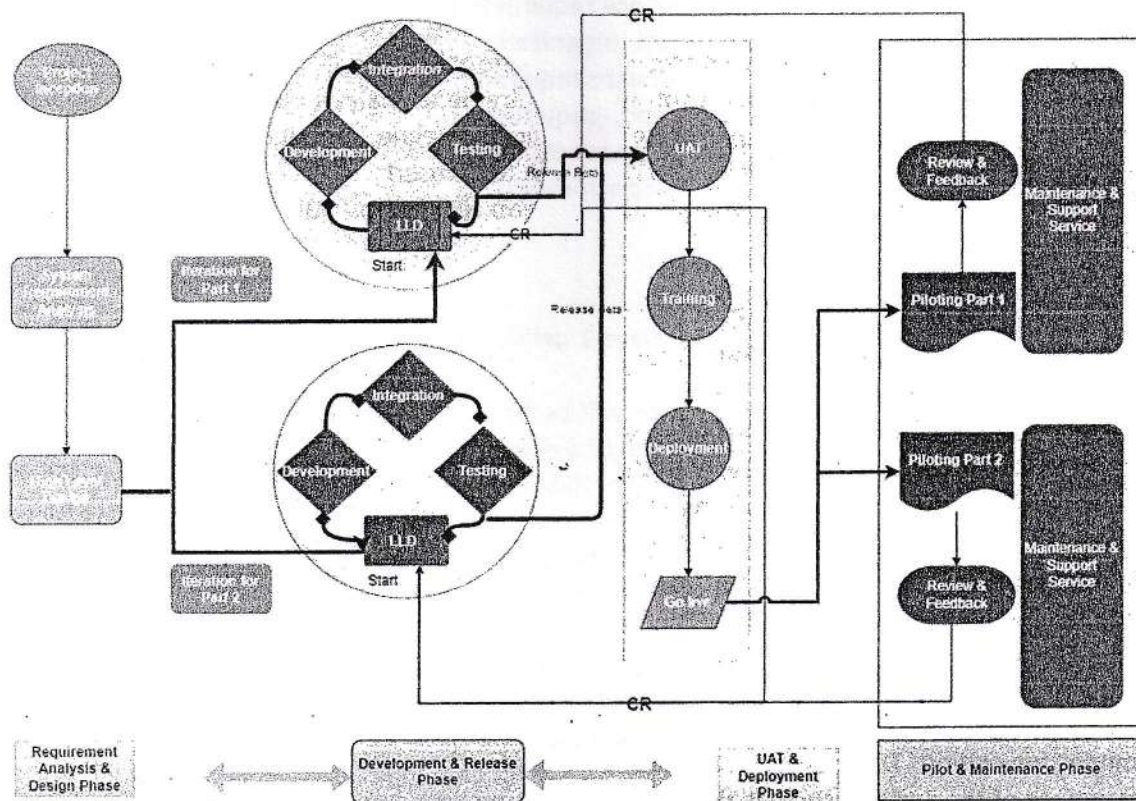 CR
Project
Inception
Integration
Development
Testing
LLD
Start
CR
Release Beta
UAT
Review &
Feedback
Maintenance &
Support
Service
System
Requirement
Analysis
Iteration for
Part 1
Training
Release Beta
Piloting Part 1
Integration
Development
Testing
LLD
Start
Deployment
Piloting Part 2
Maintenance &
Support
Service
Iteration for
Part 2
Go live
Review &
Feedback
CR
Requirement
Analysis &
Design Phase
Development & Release
Phase
UAT &
Deployment
Phase
Pilot & Maintenance Phase